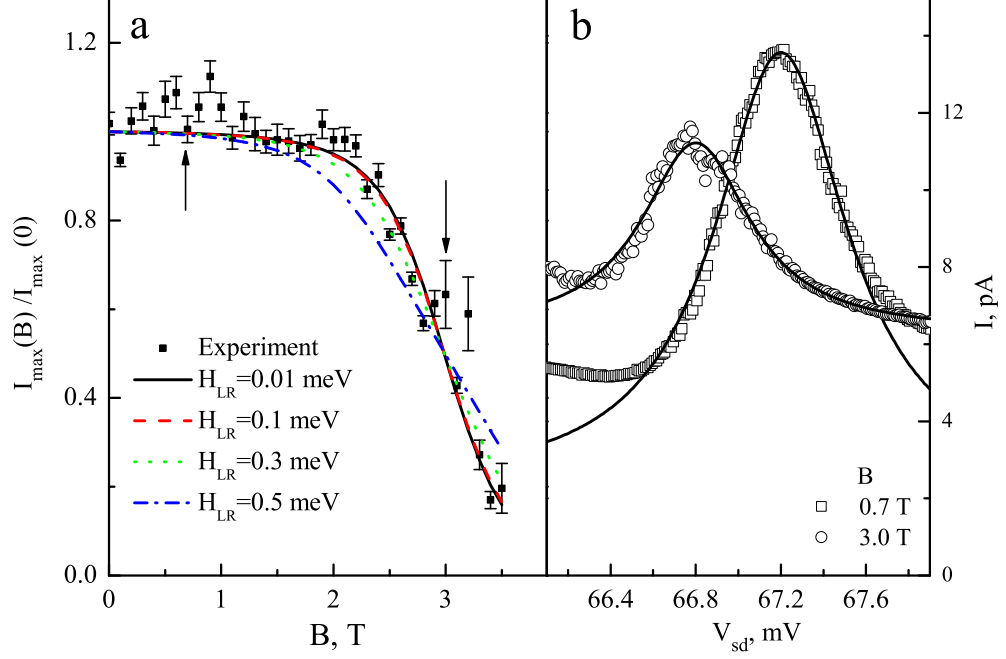 a
1.2
0.8
0.4
0.0
I_max(B)/I_max(0)
Experiment
H_LR=0.01 meV
H_LR=0.1 meV
H_LR=0.3 meV
H_LR=0.5 meV
0 1 2 3
B, T
b
12
8
4
0
I, pA
B
0.7 T
3.0 T
66.4 66.8 67.2 67.6
V_sd, mV